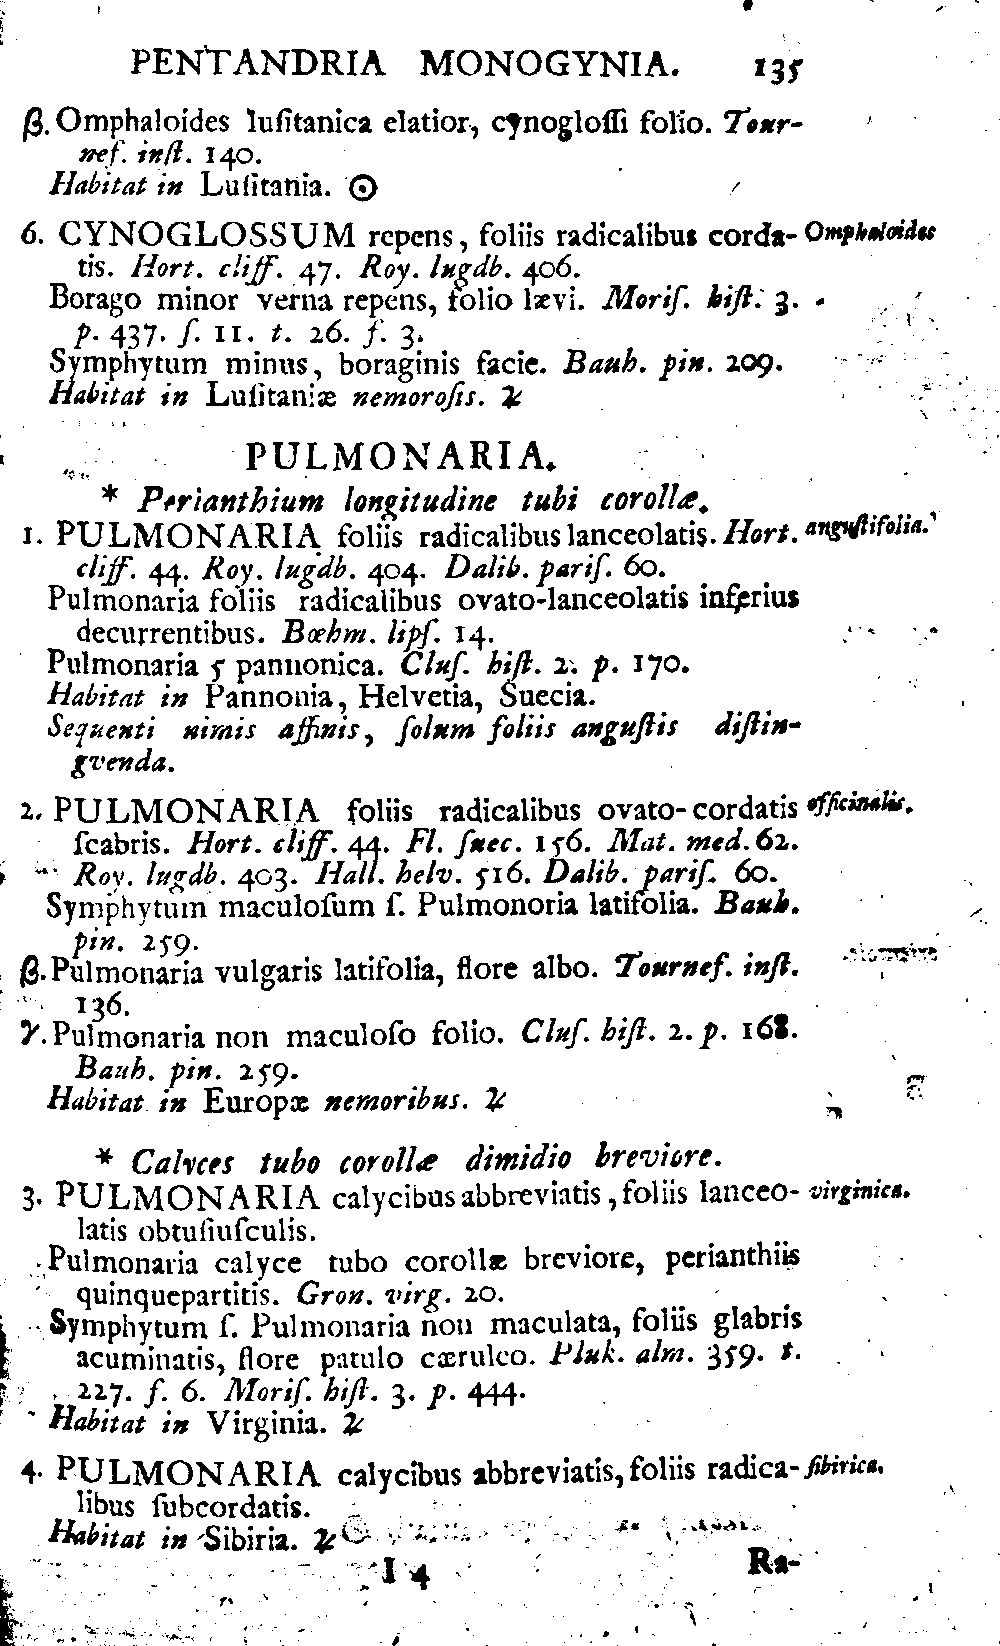 PENTANDRIA MONOGYNIA. 135
β. Omphaloides luſitanica elatior, cynogloſſi folio. Tour-
nef. inſt. 140.
Habitat in Luſitania. ☉
6. CYNOGLOSSUM repens, foliis radicalibus corda- Omphaloides
tis. Hort. cliff. 47. Roy. lugdb. 406.
Borago minor verna repens, folio lævi. Moriſ. hiſt. 3.
p. 437. ſ. 11. t. 26. f. 3.
Symphytum minus, boraginis facie. Bauh. pin. 209.
Habitat in Luſitaniæ nemoroſis. ♃
PULMONARIA.
* Perianthium longitudine tubi corollæ.
1. PULMONARIA foliis radicalibus lanceolatis. Hort. anguſtifolia.
cliff. 44. Roy. lugdb. 404. Dalib. pariſ. 60.
Pulmonaria foliis radicalibus ovato-lanceolatis inferius
decurrentibus. Bœhm. lipſ. 14.
Pulmonaria 5 pannonica. Cluſ. hiſt. 2. p. 170.
Habitat in Pannonia, Helvetia, Suecia.
Sequenti nimis affinis, ſolum foliis anguſtis diſtin-
gvenda.
2. PULMONARIA foliis radicalibus ovato-cordatis officinalis.
ſcabris. Hort. cliff. 44. Fl. ſuec. 156. Mat. med. 62.
Roy. lugdb. 403. Hall. helv. 516. Dalib. pariſ. 60.
Symphytum maculoſum ſ. Pulmonoria latifolia. Bauh.
pin. 259.
β. Pulmonaria vulgaris latifolia, flore albo. Tournef. inſt.
136.
γ. Pulmonaria non maculoſo folio. Cluſ. hiſt. 2. p. 168.
Bauh. pin. 259.
Habitat in Europæ nemoribus. ♃
* Calyces tubo corollæ dimidio breviore.
3. PULMONARIA calycibus abbreviatis, foliis lanceo- virginica.
latis obtuſiuſculis.
Pulmonaria calyce tubo corollæ breviore, perianthiis
quinquepartitis. Gron. virg. 20.
Symphytum ſ. Pulmonaria non maculata, foliis glabris
acuminatis, flore patulo cæruleo. Pluk. alm. 359. t.
227. f. 6. Moriſ. hiſt. 3. p. 444.
Habitat in Virginia. ♃
4. PULMONARIA calycibus abbreviatis, foliis radica- ſibirica.
libus ſubcordatis.
Habitat in Sibiria. ♃
I 4 Ra-